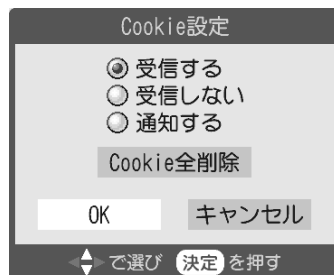 Cookie設定
受信する
受信しない
通知する
Cookie全削除
OK キャンセル
で選び 決定 を押す